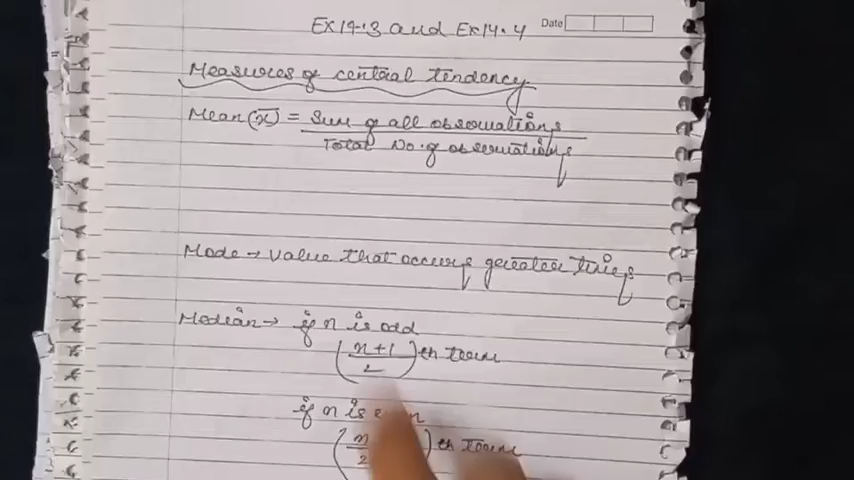 Ex14.3 and Ex14.4
Date
Measures of central tendency
Mean (x̄) = Sum of all observations
Total No. of observations
Mode → value that occurs greater times
Median → if n is odd
(n+1
2)th term
if n is
(n
2 )th term